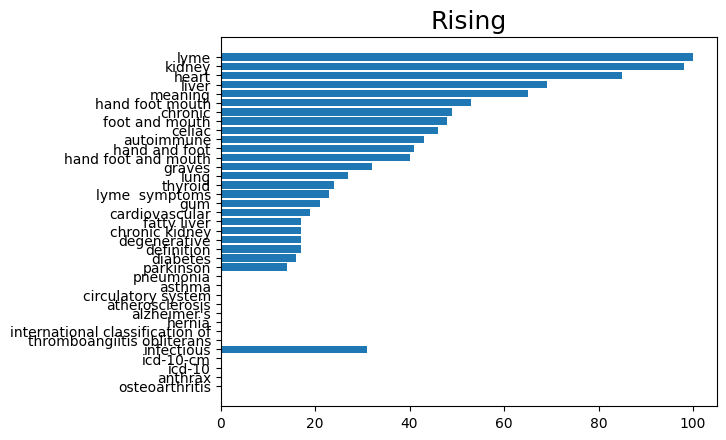 Rising
lyme
kidney
heart
liver
meaning
hand foot mouth
chronic
foot and mouth
celiac
autoimmune
hand and foot
hand foot and mouth
graves
lung
thyroid
lyme  symptoms
gum
cardiovascular
fatty liver
chronic kidney
degenerative
definition
diabetes
parkinson
pneumonia
asthma
circulatory system
atherosclerosis
alzheimer's
hernia
international classification of
thromboangiitis obliterans
infectious
icd-10-cm
icd-10
anthrax
osteoarthritis
0 20 40 60 80 100